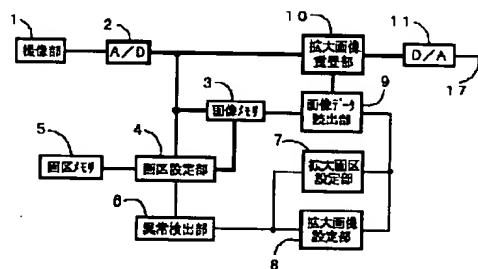 1
撮像部
2
A/D
10
拡大画像
重畳部
11
D/A
17
3
画像メモリ
9
画像データ
読出部
5
画区メモリ
4
画区設定部
7
拡大画区
設定部
6
異常検出部
拡大画像
設定部
8